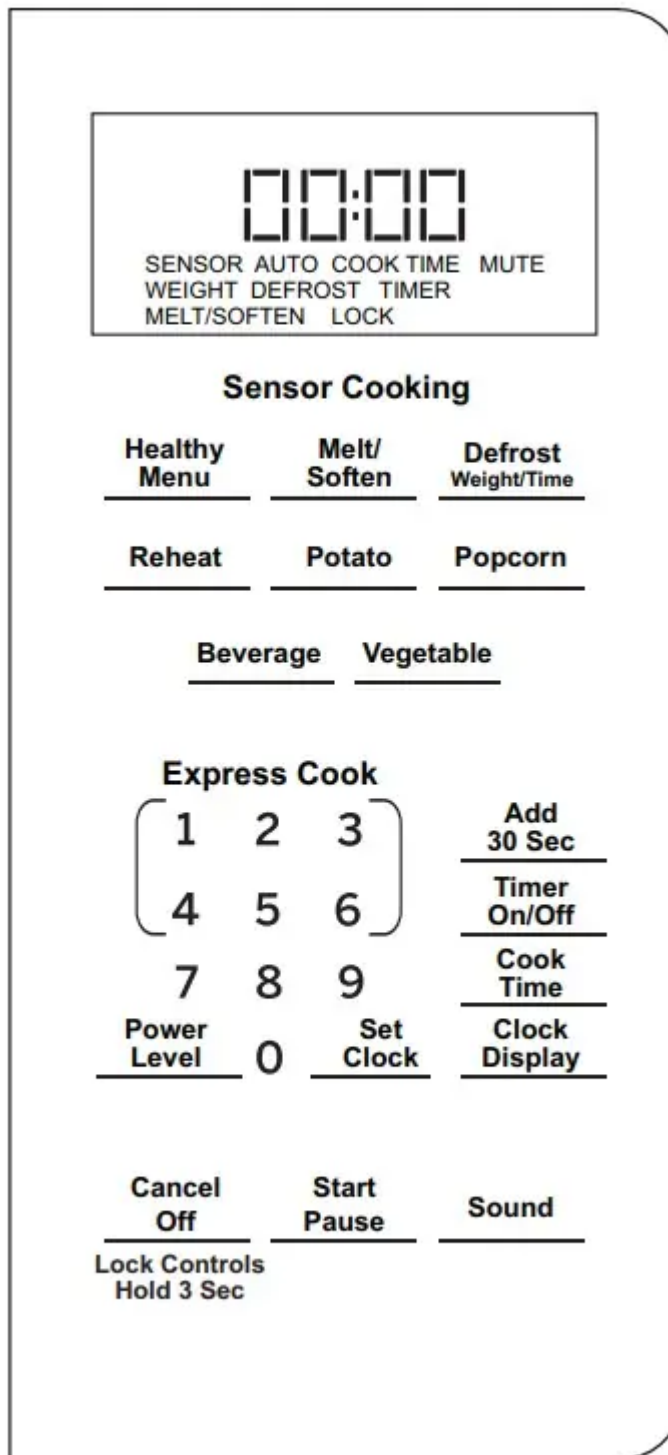 00:00
SENSOR AUTO COOK TIME MUTE
WEIGHT DEFROST TIMER
MELT/SOFTEN LOCK
Sensor Cooking
Healthy
Menu
Melt/
Soften
Defrost
Weight/Time
Reheat
Potato
Popcorn
Beverage
Vegetable
Express Cook
1 2 3
Add
30 Sec
4 5 6
Timer
On/Off
7 8 9
Cook
Time
Power
Level
0
Set
Clock
Clock
Display
Cancel
Off
Start
Pause
Sound
Lock Controls
Hold 3 Sec